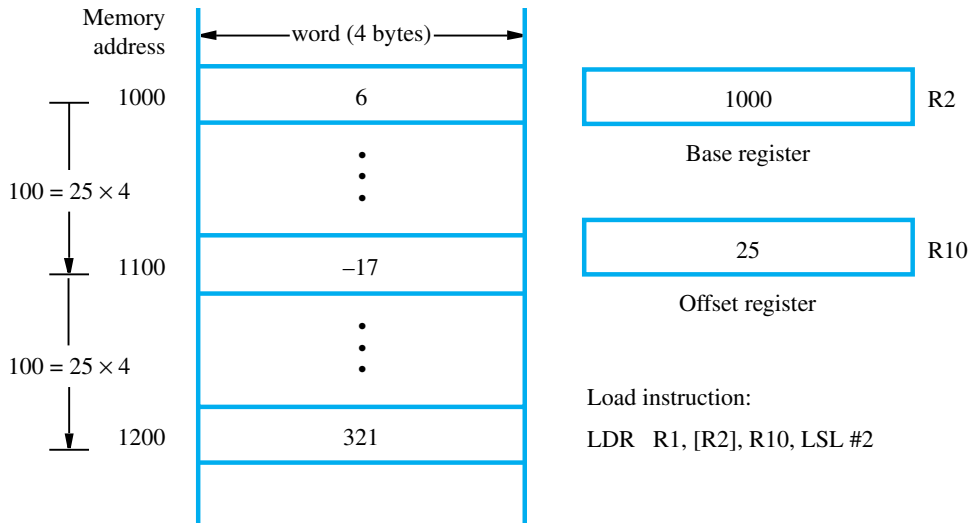 Memory
address
word (4 bytes)
1000
6
1000
R2
Base register
100 = 25 × 4
25
R10
1100
–17
Offset register
100 = 25 × 4
Load instruction:
1200
321
LDR R1, [R2], R10, LSL #2